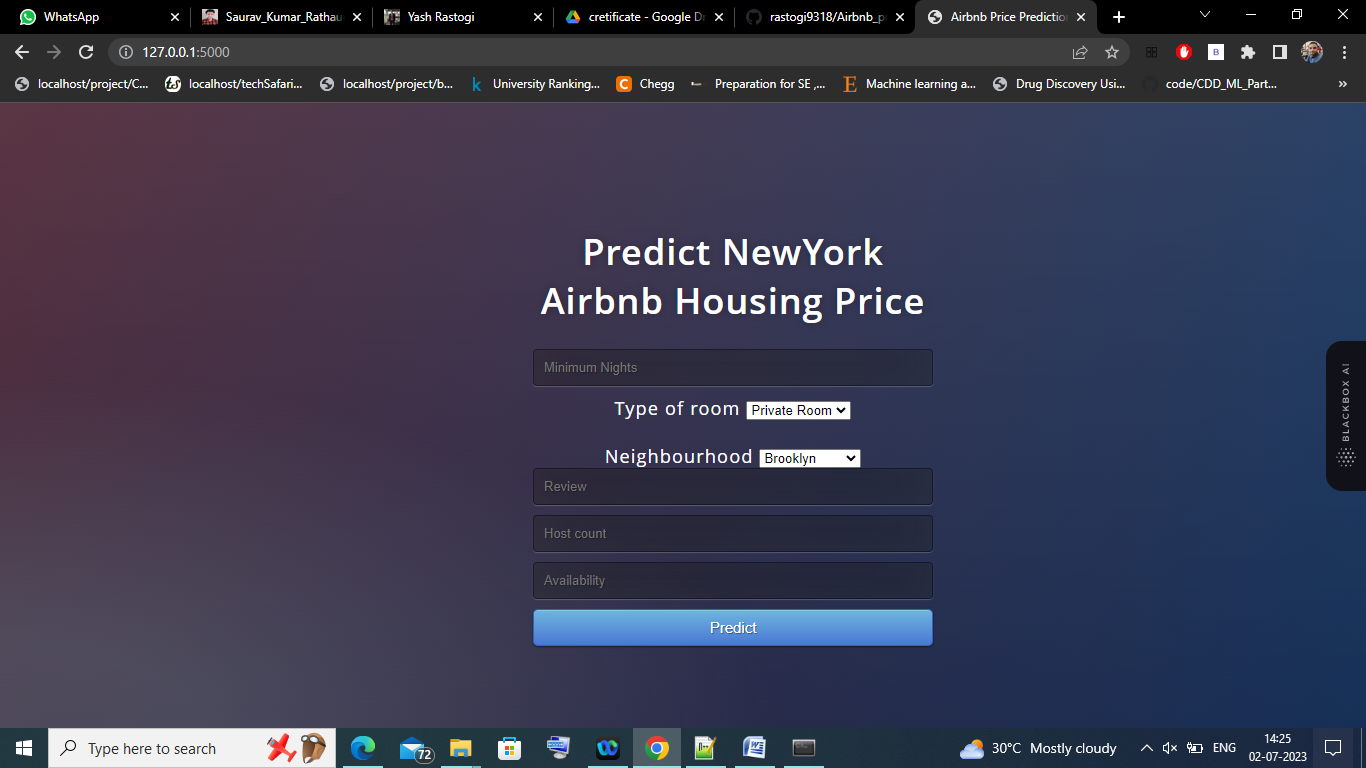 WhatsApp
Saurav_Kumar_Rathau
Yash Rastogi
cretificate - Google Dr
rastogi9318/Airbnb_p
Airbnb Price Prediction
127.0.0.1:5000
localhost/project/C...
localhost/techSafari...
localhost/project/b...
University Ranking...
Chegg
Preparation for SE ,...
Machine learning a...
Drug Discovery Usi...
code/CDD_ML_Part...
Predict NewYork
Airbnb Housing Price
Minimum Nights
Type of room Private Room
Neighbourhood Brooklyn
Review
Host count
Availability
Predict
BLACKBOX AI
Type here to search
72
30°C Mostly cloudy
ENG
14:25
02-07-2023